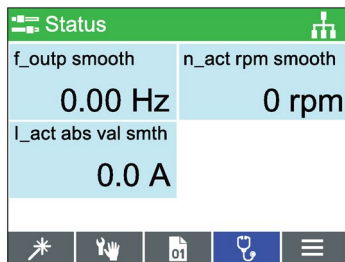 Status
f_outp smooth
n_act rpm smooth
0.00 Hz
0 rpm
I_act abs val smth
0.0 A
01